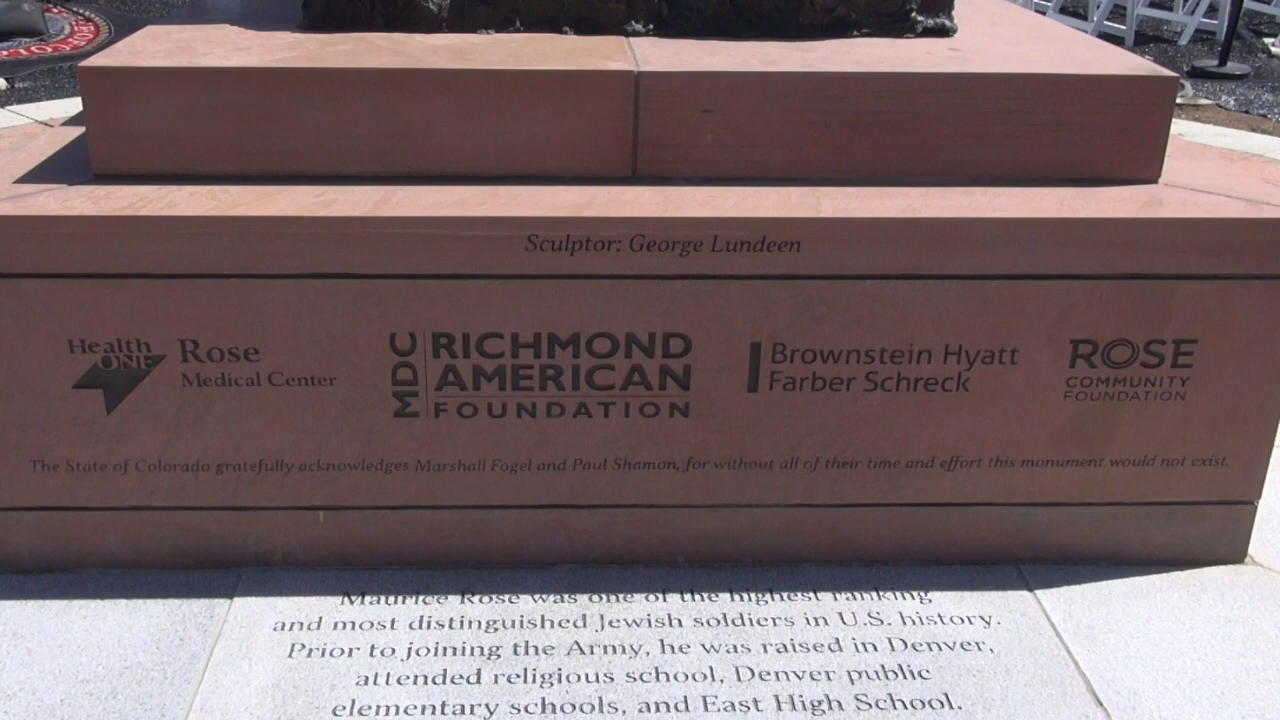 E OF COL
Sculptor: George Lundeen
Health
ONE
Rose
Medical Center
MDC
RICHMOND
AMERICAN
FOUNDATION
Brownstein Hyatt
Farber Schreck
ROSE
COMMUNITY
FOUNDATION
The State of Colorado gratefully acknowledges Marshall Fogel and Paul Shamon, for without all of their time and effort this monument would not exist.
Maurice Rose was one of the highest ranking
and most distinguished Jewish soldiers in U.S. history.
Prior to joining the Army, he was raised in Denver,
attended religious school, Denver public
elementary schools, and East High School.